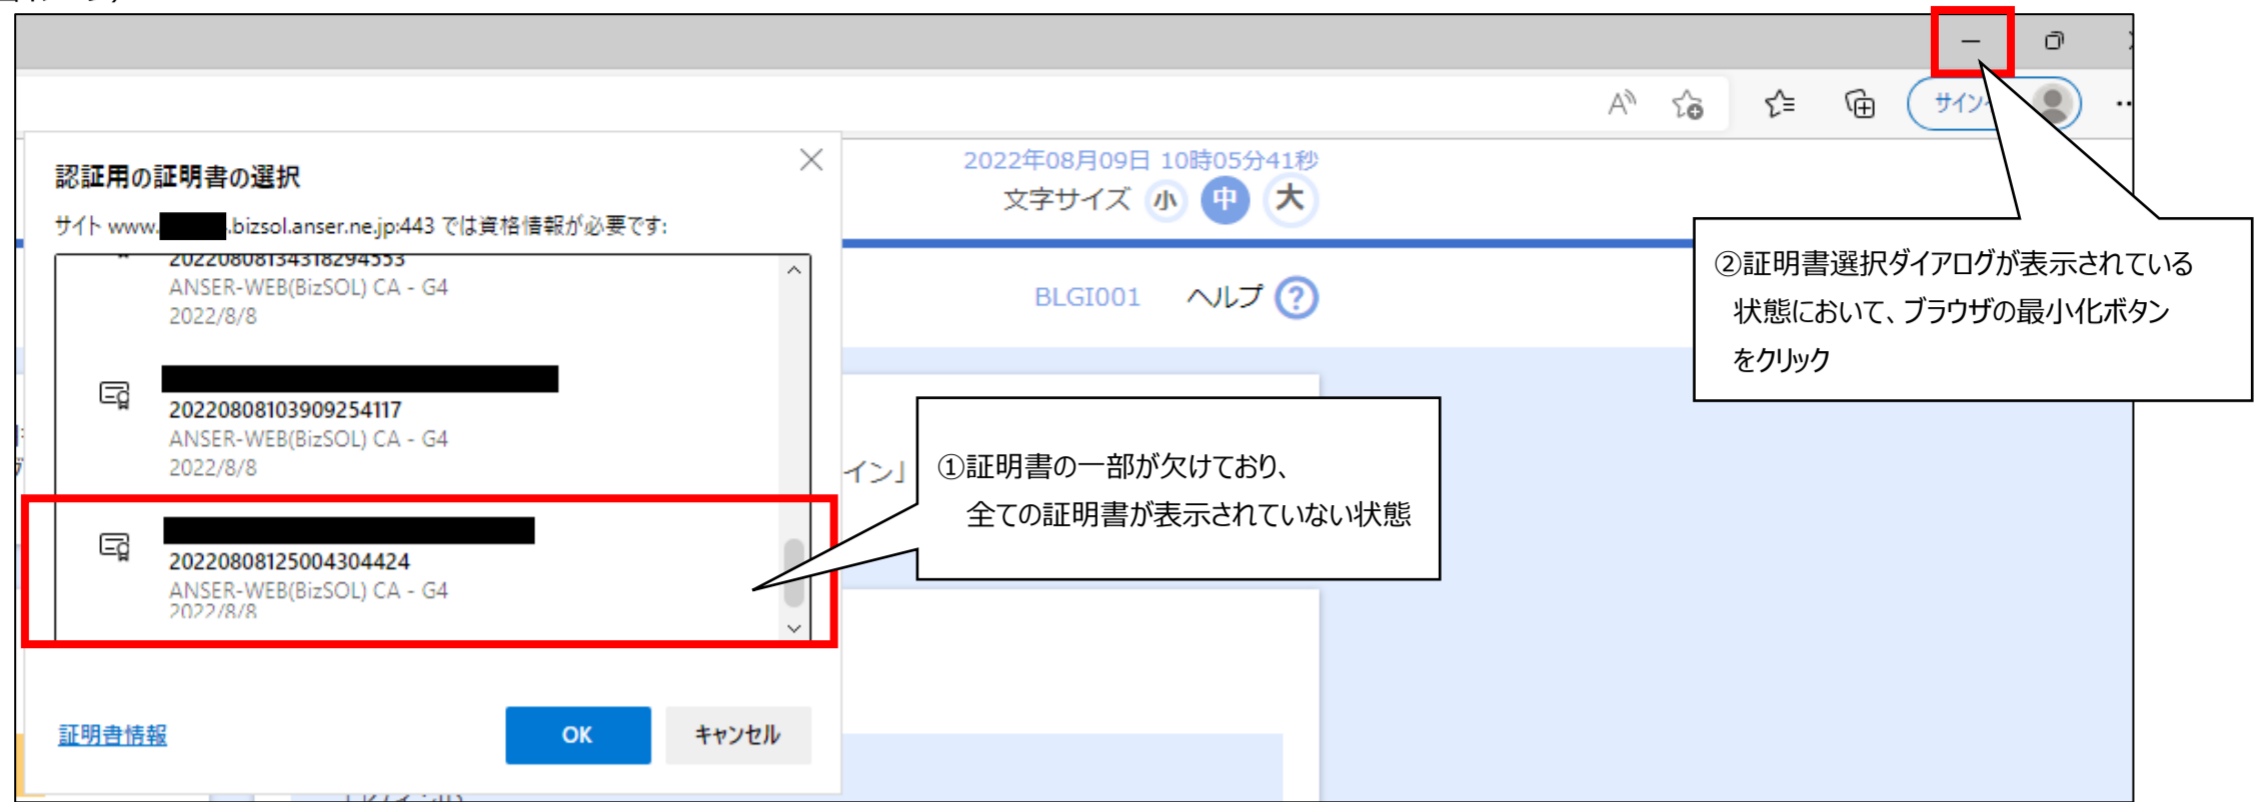 サインイ
認証用の証明書の選択
サイト www. .bizsol.anser.ne.jp:443 では資格情報が必要です:
20220808134318294553
ANSER-WEB(BizSOL) CA - G4
2022/8/8
20220808103909254117
ANSER-WEB(BizSOL) CA - G4
2022/8/8
20220808125004304424
ANSER-WEB(BizSOL) CA - G4
2022/8/8
証明書情報
OK
キャンセル
2022年08月09日 10時05分41秒
文字サイズ 小 中 大
BLGI001 ヘルプ ?
イン」
①証明書の一部が欠けており、
全ての証明書が表示されていない状態
②証明書選択ダイアログが表示されている
状態において、ブラウザの最小化ボタン
をクリック